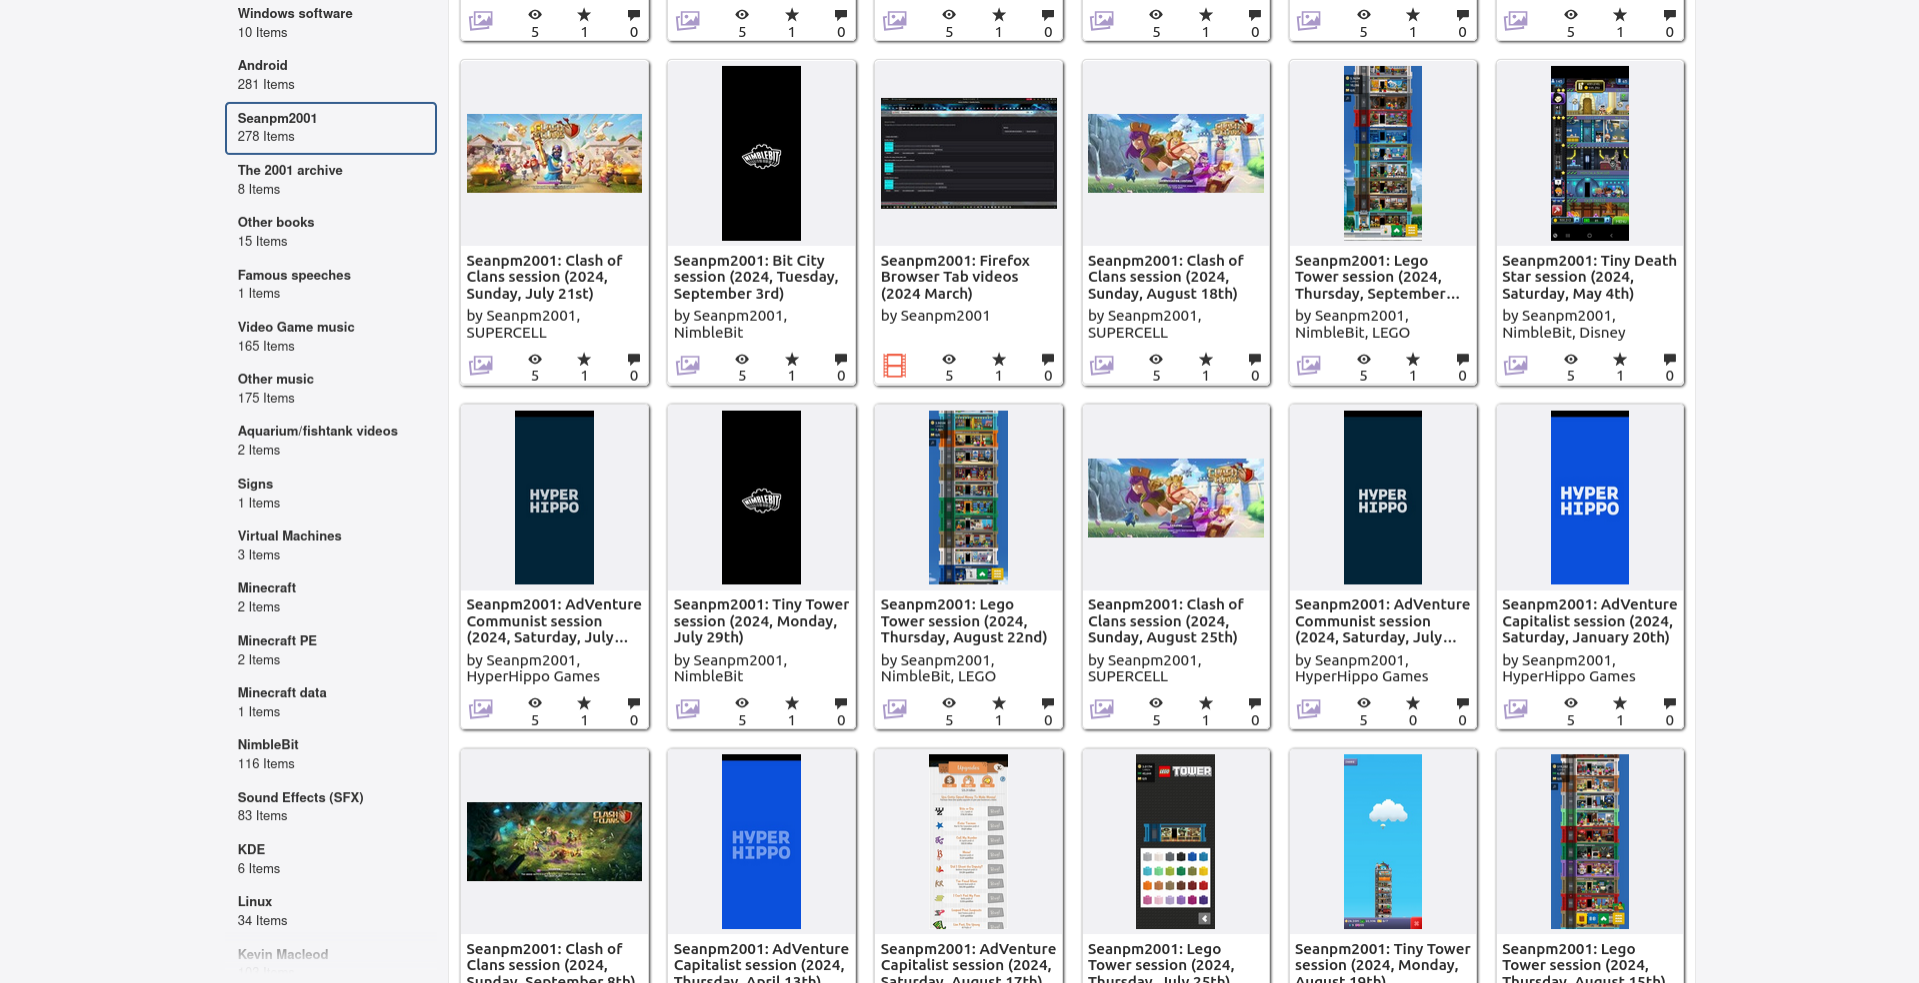 Windows software
10 Items
Android
281 Items
Seanpm2001
278 Items
The 2001 archive
8 Items
Other books
15 Items
Famous speeches
1 Items
Video Game music
165 Items
Other music
175 Items
Aquarium/fishtank videos
2 Items
Signs
1 Items
Virtual Machines
3 Items
Minecraft
2 Items
Minecraft PE
2 Items
Minecraft data
1 Items
NimbleBit
116 Items
Sound Effects (SFX)
83 Items
KDE
6 Items
Linux
34 Items
Kevin Macleod
5 1 0
5 1 0
5 1 0
5 1 0
5 1 0
5 1 0
Seanpm2001: Clash of
Clans session (2024,
Sunday, July 21st)
by Seanpm2001,
SUPERCELL
5 1 0
NIMBLEBIT
Seanpm2001: Bit City
session (2024, Tuesday,
September 3rd)
by Seanpm2001,
NimbleBit
5 1 0
Seanpm2001: Firefox
Browser Tab videos
(2024 March)
by Seanpm2001
5 1 0
Seanpm2001: Clash of
Clans session (2024,
Sunday, August 18th)
by Seanpm2001,
SUPERCELL
5 1 0
Seanpm2001: Lego
Tower session (2024,
Thursday, September...
by Seanpm2001,
NimbleBit, LEGO
5 1 0
Seanpm2001: Tiny Death
Star session (2024,
Saturday, May 4th)
by Seanpm2001,
NimbleBit, Disney
5 1 0
HYPER
HIPPO
Seanpm2001: AdVenture
Communist session
(2024, Saturday, July...
by Seanpm2001,
HyperHippo Games
5 1 0
NIMBLEBIT
Seanpm2001: Tiny Tower
session (2024, Monday,
July 29th)
by Seanpm2001,
NimbleBit
5 1 0
Seanpm2001: Lego
Tower session (2024,
Thursday, August 22nd)
by Seanpm2001,
NimbleBit, LEGO
5 1 0
Seanpm2001: Clash of
Clans session (2024,
Sunday, August 25th)
by Seanpm2001,
SUPERCELL
5 1 0
HYPER
HIPPO
Seanpm2001: AdVenture
Communist session
(2024, Saturday, July...
by Seanpm2001,
HyperHippo Games
5 0 0
HYPER
HIPPO
Seanpm2001: AdVenture
Capitalist session (2024,
Saturday, January 20th)
by Seanpm2001,
HyperHippo Games
5 1 0
CLASH
OF CLANS
Seanpm2001: Clash of
Clans session (2024,
Sunday, September 8th)
HYPER
HIPPO
Seanpm2001: AdVenture
Capitalist session (2024,
Thursday, April 13th)
Upgrades
Seanpm2001: AdVenture
Capitalist session (2024,
Saturday, August 17th)
LEGO TOWER
Seanpm2001: Lego
Tower session (2024,
Thursday, July 25th)
Seanpm2001: Tiny Tower
session (2024, Monday,
August 19th)
Seanpm2001: Lego
Tower session (2024,
Thursday, August 15th)